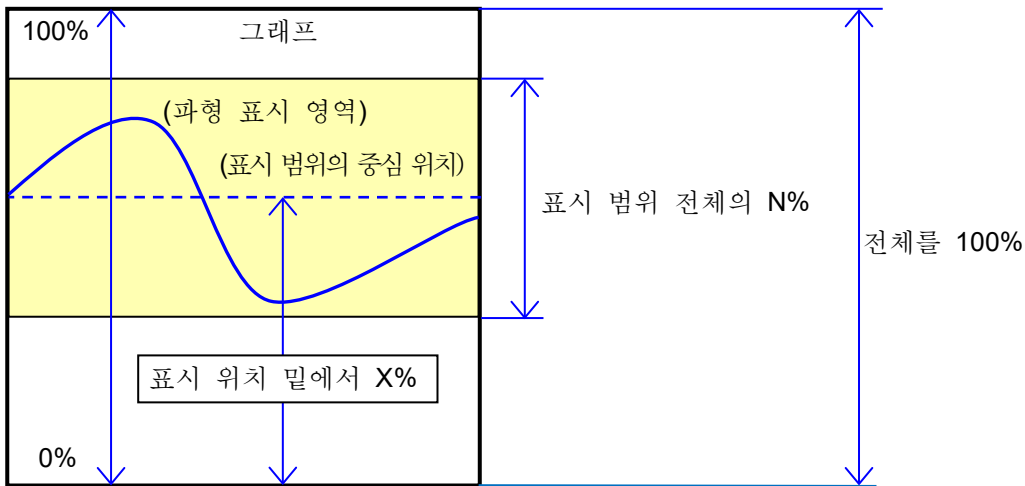 100%
그래프
(파형 표시 영역)
(표시 범위의 중심 위치)
표시 범위 전체의 N%
전체를 100%
표시 위치 밑에서 X%
0%